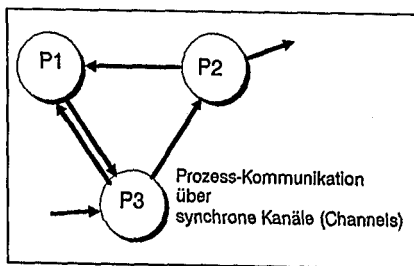 P1
P2
P3
Prozess-Kommunikation
über
synchrone Kanäle (Channels)